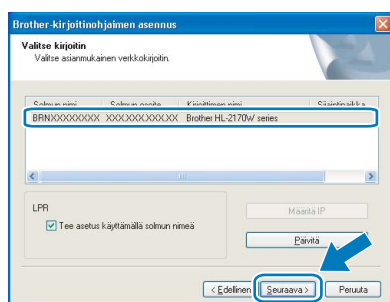 Brother-kirjoitinohjaimen asennus
Valitse kirjoitin
Valitse asianmukainen verkkokirjoitin.
Solmun nimi Solmun osoite Kirjoittimen nimi Sijaintipaikka
BRNXXXXXXXXX XXX.XXX.XXX.XX Brother HL-2170W series
LPR
Määritä IP
Tee asetus käyttämällä solmun nimeä
Päivitä
< Edellinen Seuraava > Peruuta